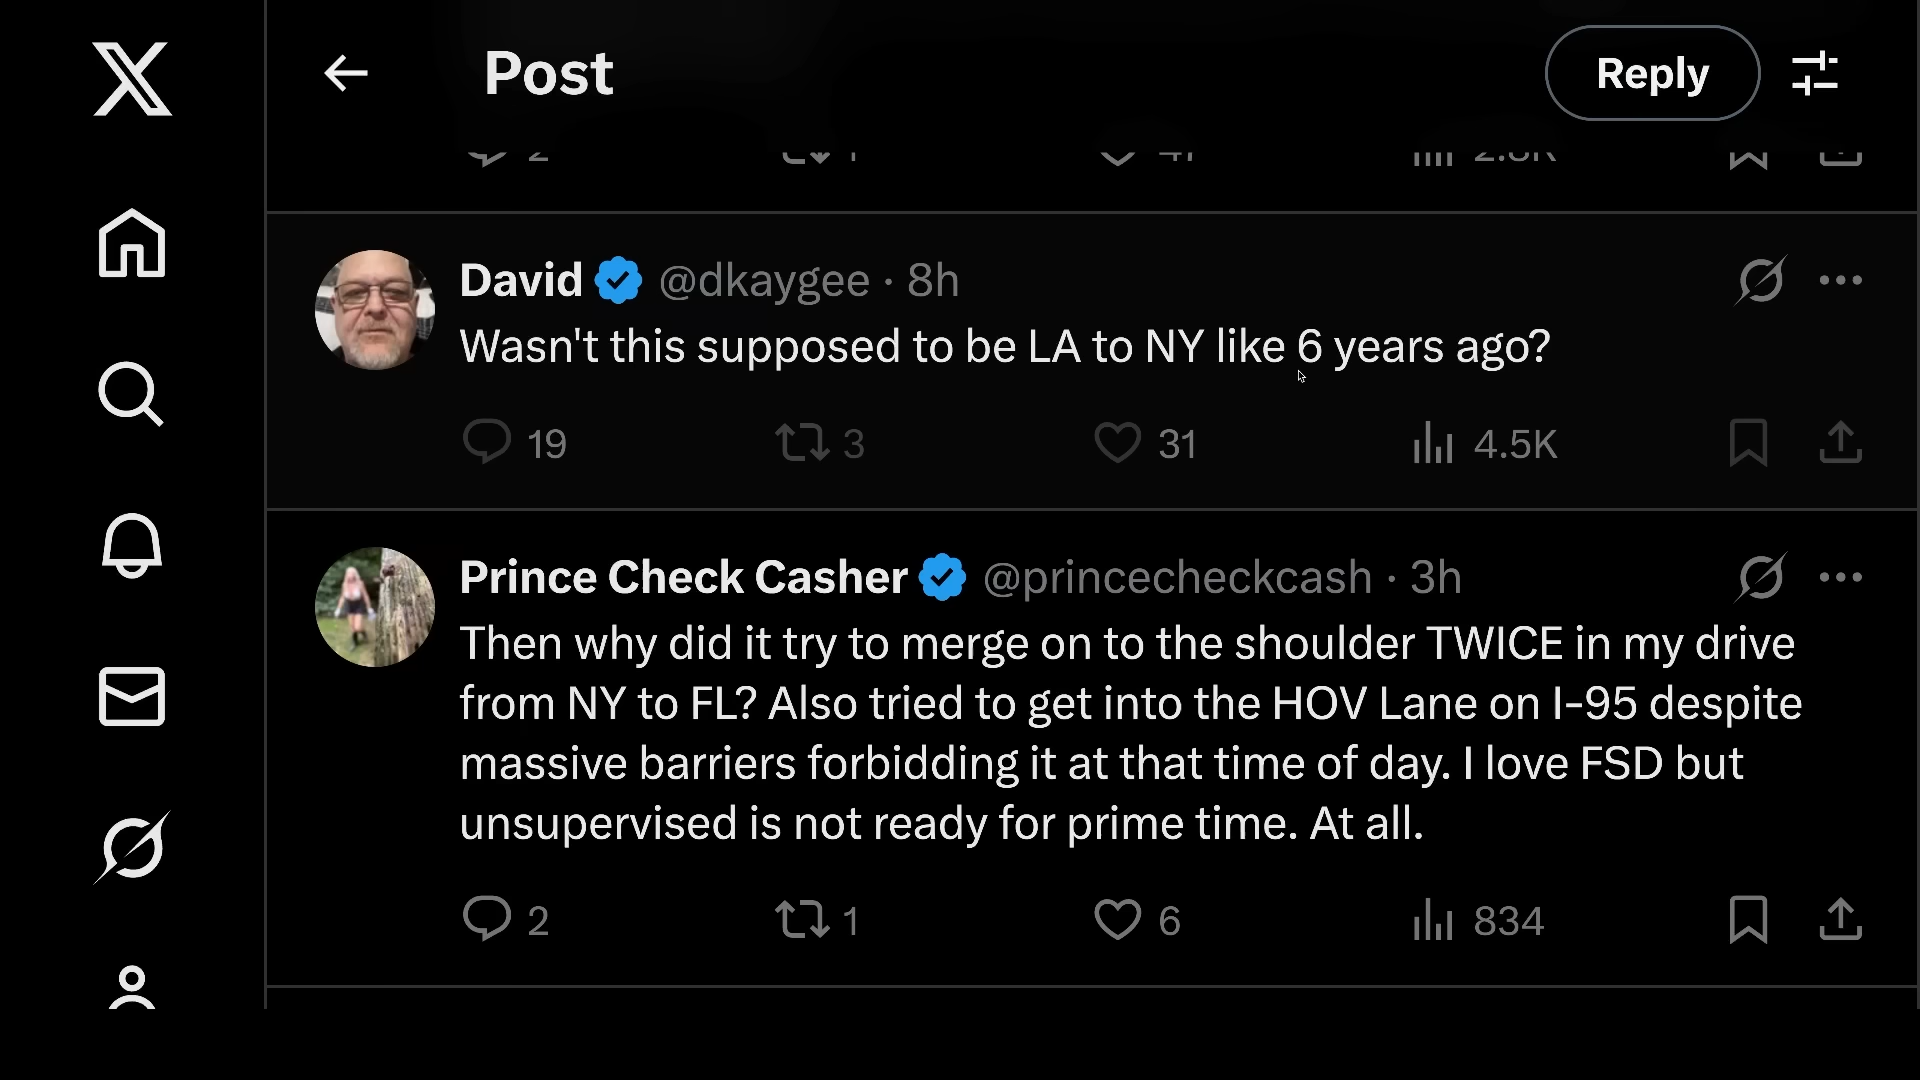 Post
Reply
David @dkaygee · 8h
Wasn't this supposed to be LA to NY like 6 years ago?
19 3 31 4.5K
Prince Check Casher @princecheckcash · 3h
Then why did it try to merge on to the shoulder TWICE in my drive
from NY to FL? Also tried to get into the HOV Lane on I-95 despite
massive barriers forbidding it at that time of day. I love FSD but
unsupervised is not ready for prime time. At all.
2 1 6 834